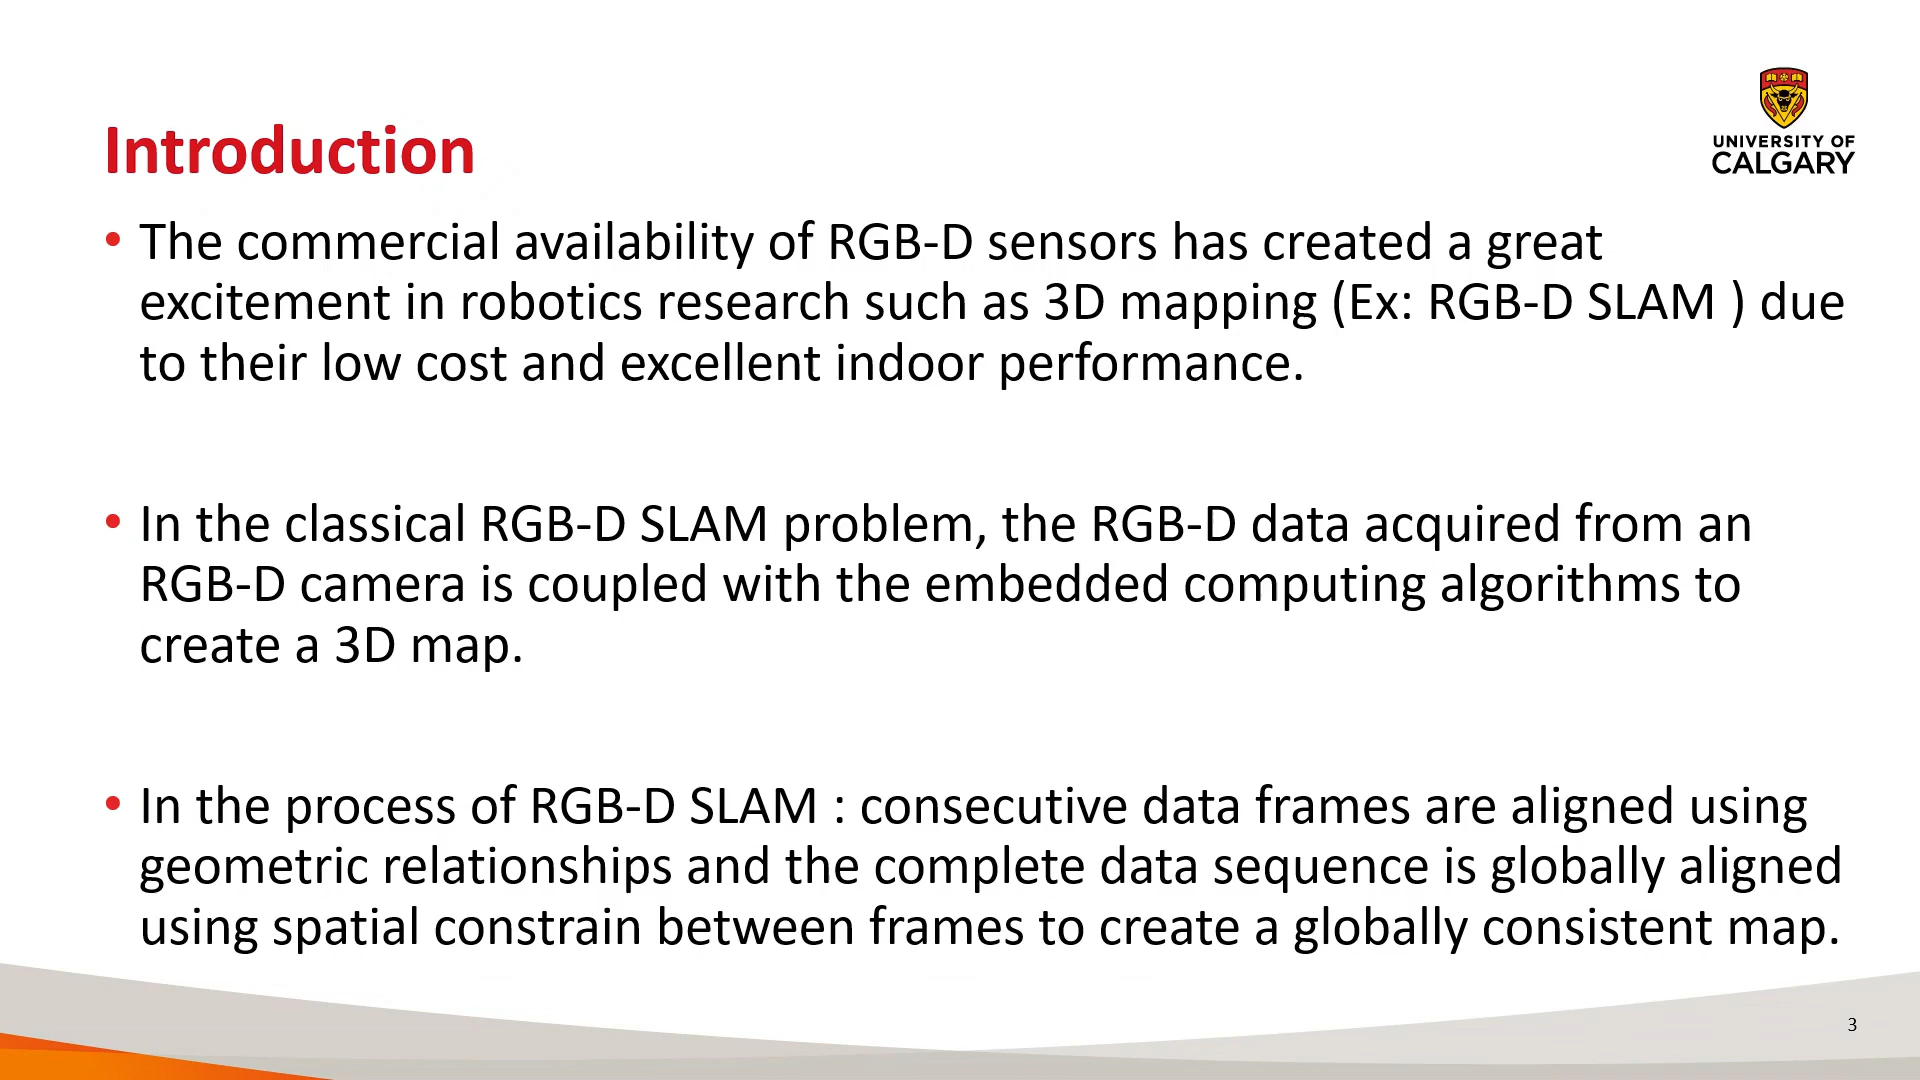 UNIVERSITY OF
CALGARY
Introduction
• The commercial availability of RGB-D sensors has created a great
excitement in robotics research such as 3D mapping (Ex: RGB-D SLAM ) due
to their low cost and excellent indoor performance.
• In the classical RGB-D SLAM problem, the RGB-D data acquired from an
RGB-D camera is coupled with the embedded computing algorithms to
create a 3D map.
• In the process of RGB-D SLAM : consecutive data frames are aligned using
geometric relationships and the complete data sequence is globally aligned
using spatial constrain between frames to create a globally consistent map.
3